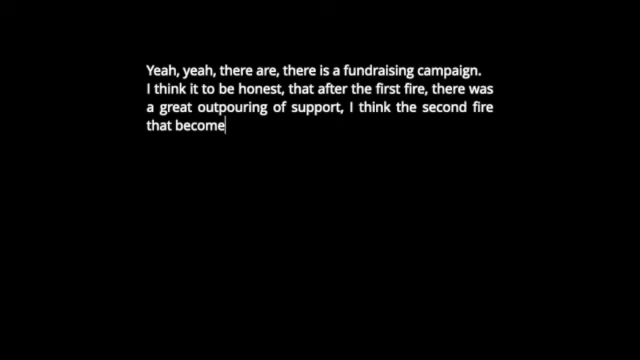 Yeah, yeah, there are, there is a fundraising campaign.
I think it to be honest, that after the first fire, there was
a great outpouring of support, I think the second fire
that become